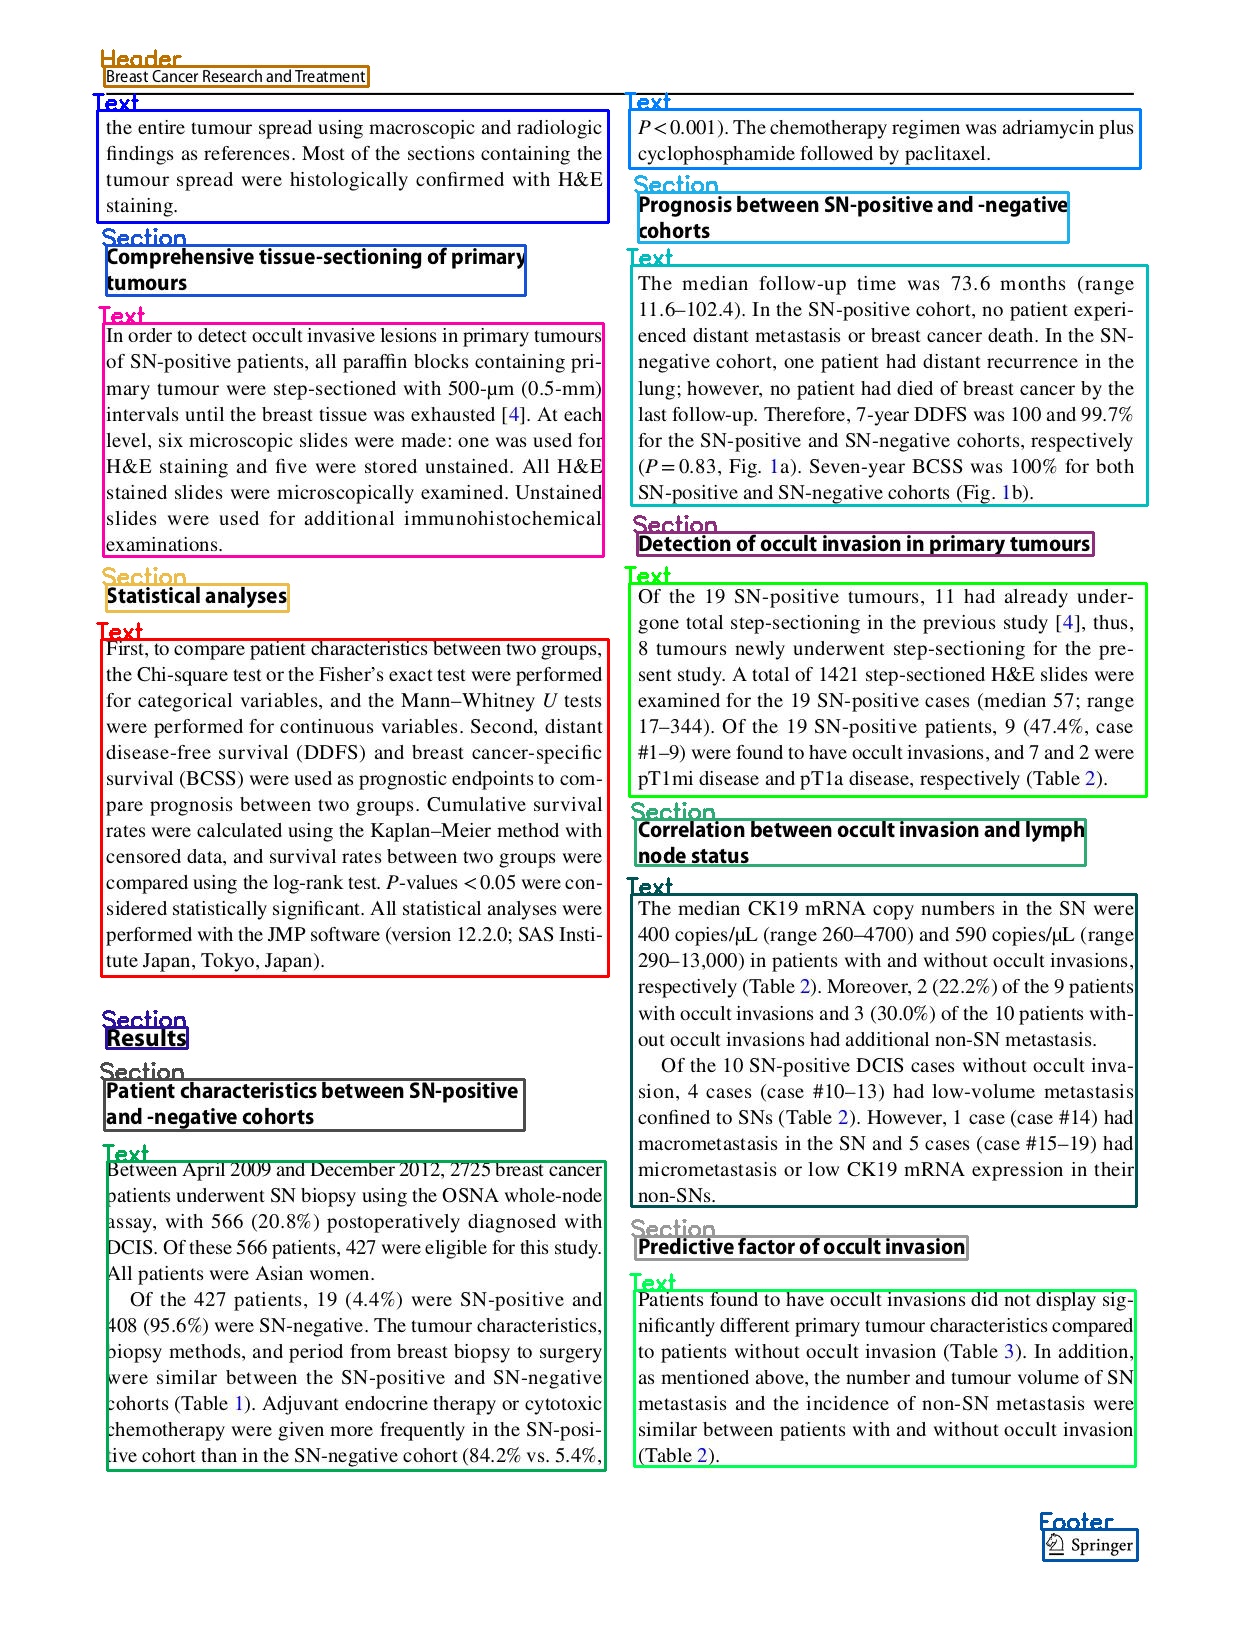 Header
Breast Cancer Research and Treatment
Text
the entire tumour spread using macroscopic and radiologic
findings as references. Most of the sections containing the
tumour spread were histologically confirmed with H&E
staining.
Section
Comprehensive tissue-sectioning of primary
tumours
Text
In order to detect occult invasive lesions in primary tumours
of SN-positive patients, all paraffin blocks containing pri-
mary tumour were step-sectioned with 500-μm (0.5-mm)
intervals until the breast tissue was exhausted [4]. At each
level, six microscopic slides were made: one was used for
H&E staining and five were stored unstained. All H&E
stained slides were microscopically examined. Unstained
slides were used for additional immunohistochemical
examinations.
Section
Statistical analyses
Text
First, to compare patient characteristics between two groups,
the Chi-square test or the Fisher's exact test were performed
for categorical variables, and the Mann–Whitney U tests
were performed for continuous variables. Second, distant
disease-free survival (DDFS) and breast cancer-specific
survival (BCSS) were used as prognostic endpoints to com-
pare prognosis between two groups. Cumulative survival
rates were calculated using the Kaplan–Meier method with
censored data, and survival rates between two groups were
compared using the log-rank test. P-values < 0.05 were con-
sidered statistically significant. All statistical analyses were
performed with the JMP software (version 12.2.0; SAS Insti-
tute Japan, Tokyo, Japan).
Section
Results
Section
Patient characteristics between SN-positive
and -negative cohorts
Text
Between April 2009 and December 2012, 2725 breast cancer
patients underwent SN biopsy using the OSNA whole-node
assay, with 566 (20.8%) postoperatively diagnosed with
DCIS. Of these 566 patients, 427 were eligible for this study.
All patients were Asian women.
Of the 427 patients, 19 (4.4%) were SN-positive and
408 (95.6%) were SN-negative. The tumour characteristics,
biopsy methods, and period from breast biopsy to surgery
were similar between the SN-positive and SN-negative
cohorts (Table 1). Adjuvant endocrine therapy or cytotoxic
chemotherapy were given more frequently in the SN-posi-
tive cohort than in the SN-negative cohort (84.2% vs. 5.4%,
Text
P < 0.001). The chemotherapy regimen was adriamycin plus
cyclophosphamide followed by paclitaxel.
Section
Prognosis between SN-positive and -negative
cohorts
Text
The median follow-up time was 73.6 months (range
11.6–102.4). In the SN-positive cohort, no patient experi-
enced distant metastasis or breast cancer death. In the SN-
negative cohort, one patient had distant recurrence in the
lung; however, no patient had died of breast cancer by the
last follow-up. Therefore, 7-year DDFS was 100 and 99.7%
for the SN-positive and SN-negative cohorts, respectively
(P = 0.83, Fig. 1a). Seven-year BCSS was 100% for both
SN-positive and SN-negative cohorts (Fig. 1b).
Section
Detection of occult invasion in primary tumours
Text
Of the 19 SN-positive tumours, 11 had already under-
gone total step-sectioning in the previous study [4], thus,
8 tumours newly underwent step-sectioning for the pre-
sent study. A total of 1421 step-sectioned H&E slides were
examined for the 19 SN-positive cases (median 57; range
17–344). Of the 19 SN-positive patients, 9 (47.4%, case
#1–9) were found to have occult invasions, and 7 and 2 were
pT1mi disease and pT1a disease, respectively (Table 2).
Section
Correlation between occult invasion and lymph
node status
Text
The median CK19 mRNA copy numbers in the SN were
400 copies/μL (range 260–4700) and 590 copies/μL (range
290–13,000) in patients with and without occult invasions,
respectively (Table 2). Moreover, 2 (22.2%) of the 9 patients
with occult invasions and 3 (30.0%) of the 10 patients with-
out occult invasions had additional non-SN metastasis.
Of the 10 SN-positive DCIS cases without occult inva-
sion, 4 cases (case #10–13) had low-volume metastasis
confined to SNs (Table 2). However, 1 case (case #14) had
macrometastasis in the SN and 5 cases (case #15–19) had
micrometastasis or low CK19 mRNA expression in their
non-SNs.
Section
Predictive factor of occult invasion
Text
Patients found to have occult invasions did not display sig-
nificantly different primary tumour characteristics compared
to patients without occult invasion (Table 3). In addition,
as mentioned above, the number and tumour volume of SN
metastasis and the incidence of non-SN metastasis were
similar between patients with and without occult invasion
(Table 2).
Footer
Springer